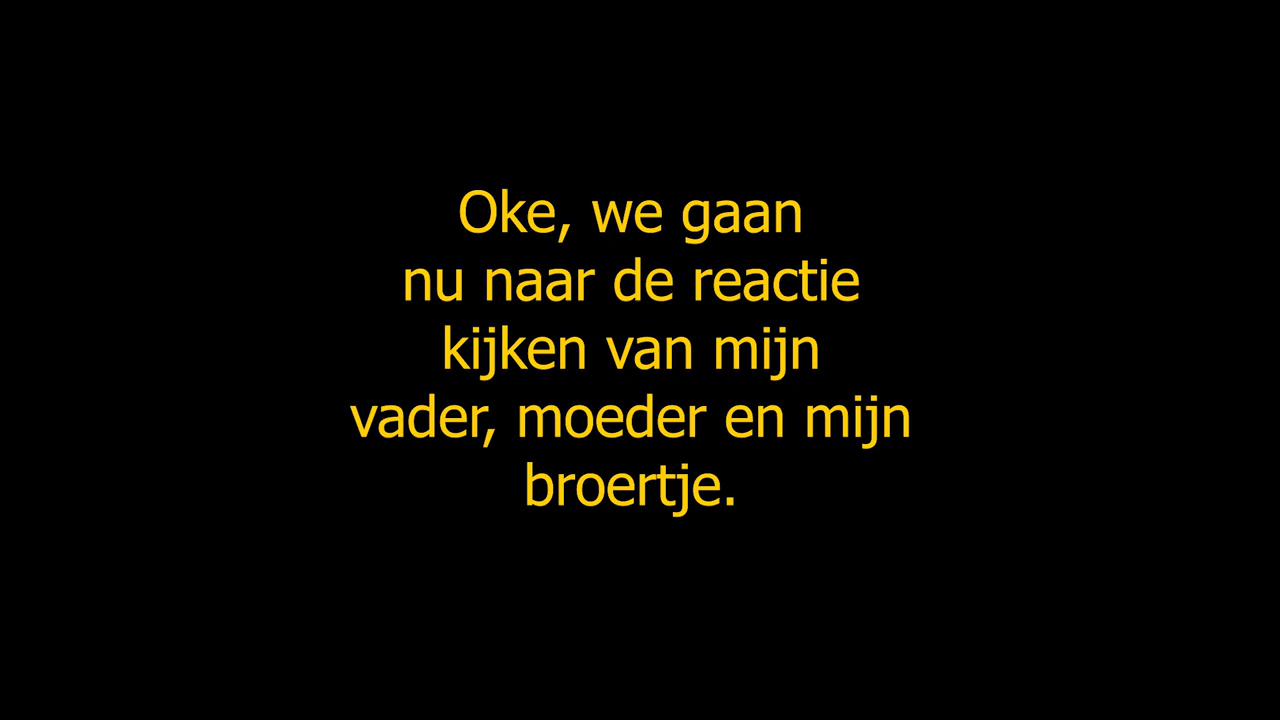 Oke, we gaan
nu naar de reactie
kijken van mijn
vader, moeder en mijn
broertje.